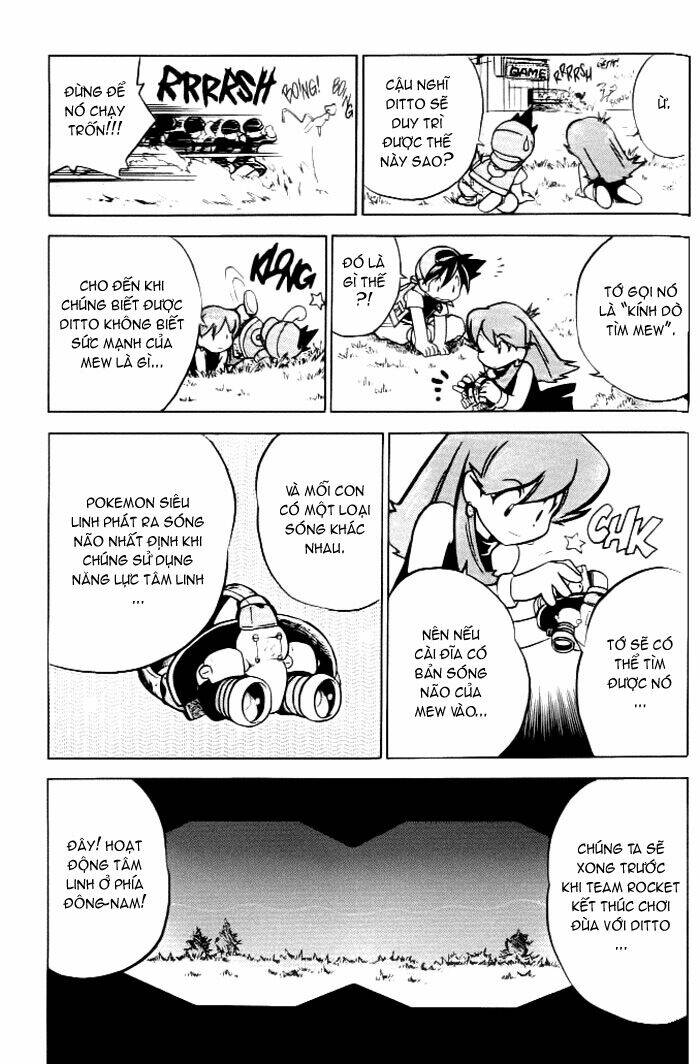 ĐỪNG ĐỂ
NÓ CHẠY
TRỐN!!!
RRRRSH
BOING!
BOING
CẬU NGHĨ
DITTO SẼ
DUY TRÌ
ĐƯỢC THẾ
NÀY SAO?
GAME
RRRRSH
BOING
Ừ.
CHO ĐẾN KHI
CHÚNG BIẾT ĐƯỢC
DITTO KHÔNG BIẾT
SỨC MẠNH CỦA
MEW LÀ GÌ...
KLONG
ĐÓ LÀ
GÌ THẾ
?!
TỚ GỌI NÓ
LÀ "KÍNH DÒ
TÌM MEW".
POKEMON SIÊU
LINH PHÁT RA SÓNG
NÃO NHẤT ĐỊNH KHI
CHÚNG SỬ DỤNG
NĂNG LỰC TÂM LINH
...
VÀ MỖI CON
CÓ MỘT LOẠI
SÓNG KHÁC
NHAU.
CHK
NÊN NẾU
CÀI ĐĨA CÓ
BẢN SÓNG
NÃO CỦA
MEW VÀO...
TỚ SẼ CÓ
THỂ TÌM
ĐƯỢC NÓ
...
ĐÂY! HOẠT
ĐỘNG TÂM
LINH Ở PHÍA
ĐÔNG-NAM!
CHÚNG TA SẼ
XONG TRƯỚC
KHI TEAM ROCKET
KẾT THÚC CHƠI
ĐÙA VỚI DITTO
...